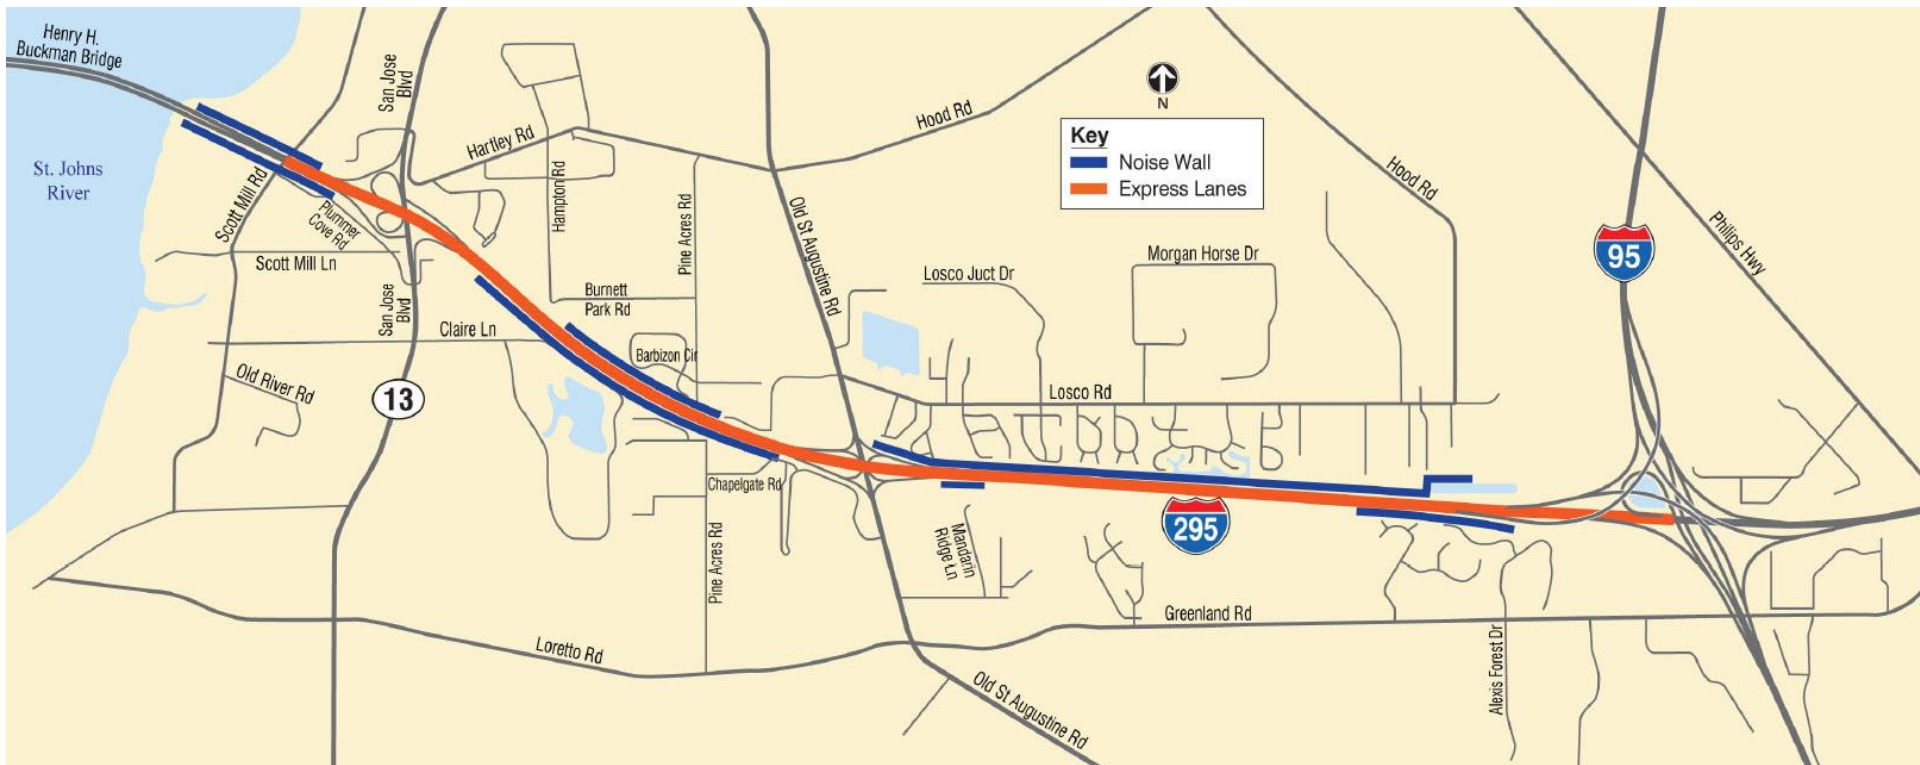 Henry H.
Buckman Bridge
St. Johns
River
San Jose
Blvd
Hartley Rd
Hood Rd
N
Key
Noise Wall
Express Lanes
Hood Rd
Philips Hwy
95
Scott Mill Rd
Plummer
Cove Rd
Scott Mill Ln
Hampton Rd
Pine Acres Rd
Old St Augustine Rd
Losco Juct Dr
Morgan Horse Dr
Burnett
Park Rd
San Jose
Blvd
Claire Ln
Barbizon Cir
Old River Rd
13
Losco Rd
Chapelgate Rd
295
Pine Acres Rd
Mandarin
Ridge Ln
Greenland Rd
Loretto Rd
Alexis Forest Dr
Old St Augustine Rd